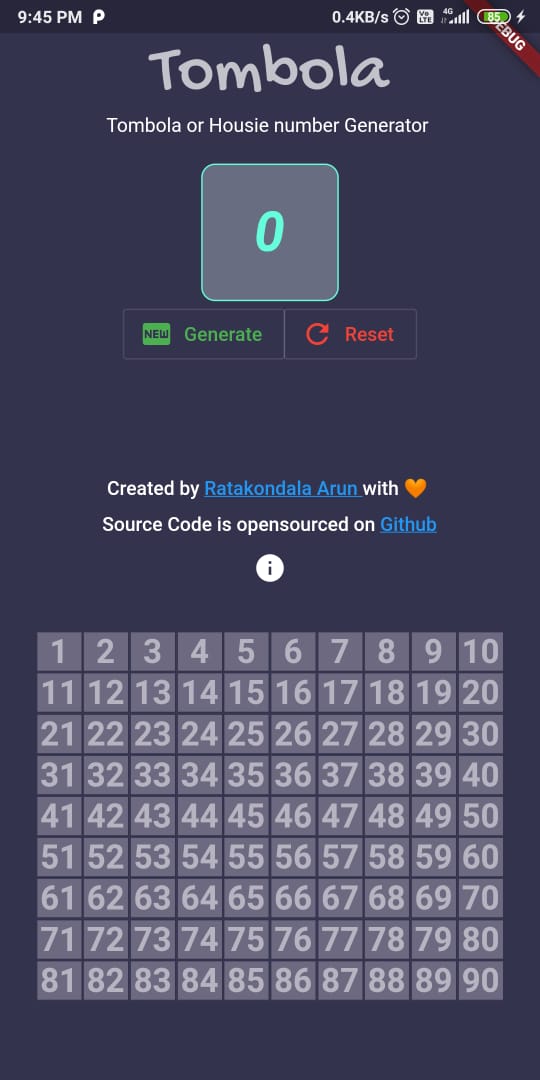 9:45 PM 0.4KB/s Vo LTE 4G 85
DEBUG
Tombola
Tombola or Housie number Generator
0
NEW Generate Reset
Created by Ratakondala Arun with 🧡
Source Code is opensourced on Github
i
1 2 3 4 5 6 7 8 9 10
11 12 13 14 15 16 17 18 19 20
21 22 23 24 25 26 27 28 29 30
31 32 33 34 35 36 37 38 39 40
41 42 43 44 45 46 47 48 49 50
51 52 53 54 55 56 57 58 59 60
61 62 63 64 65 66 67 68 69 70
71 72 73 74 75 76 77 78 79 80
81 82 83 84 85 86 87 88 89 90